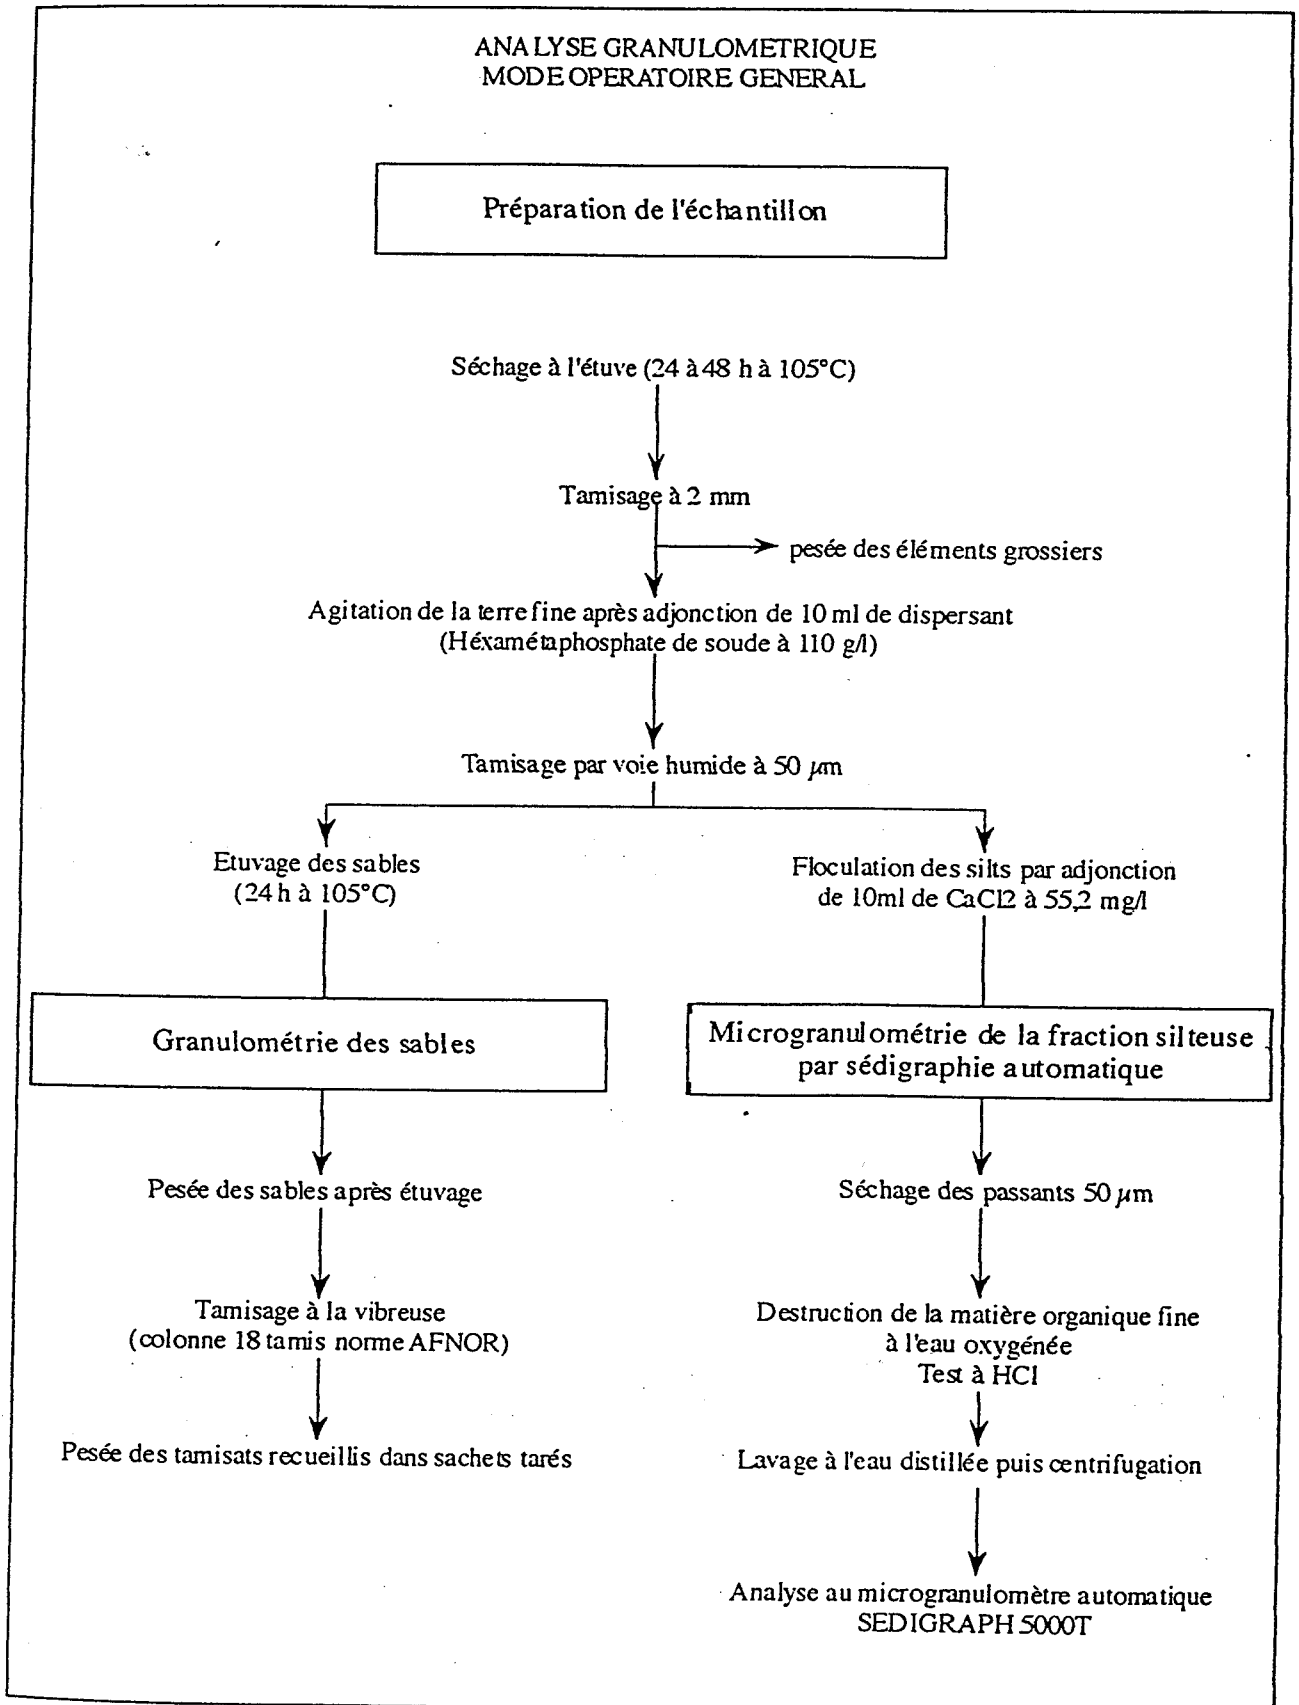 ANALYSE GRANULOMETRIQUE
MODE OPERATOIRE GENERAL
Préparation de l'échantillon
Séchage à l'étuve (24 à 48 h à 105°C)
Tamisage à 2 mm
pesée des éléments grossiers
Agitation de la terre fine après adjonction de 10 ml de dispersant
(Héxamétaphosphate de soude à 110 g/l)
Tamisage par voie humide à 50 µm
Etuvage des sables
(24 h à 105°C)
Granulométrie des sables
Pesée des sables après étuvage
Tamisage à la vibreuse
(colonne 18 tamis norme AFNOR)
Pesée des tamisats recueillis dans sachets tarés
Floculation des silts par adjonction
de 10ml de CaCl2 à 55,2 mg/l
Microgranulométrie de la fraction silteuse
par sédigraphie automatique
Séchage des passants 50 µm
Destruction de la matière organique fine
à l'eau oxygénée
Test à HCl
Lavage à l'eau distillée puis centrifugation
Analyse au microgranulomètre automatique
SEDIGRAPH 5000T